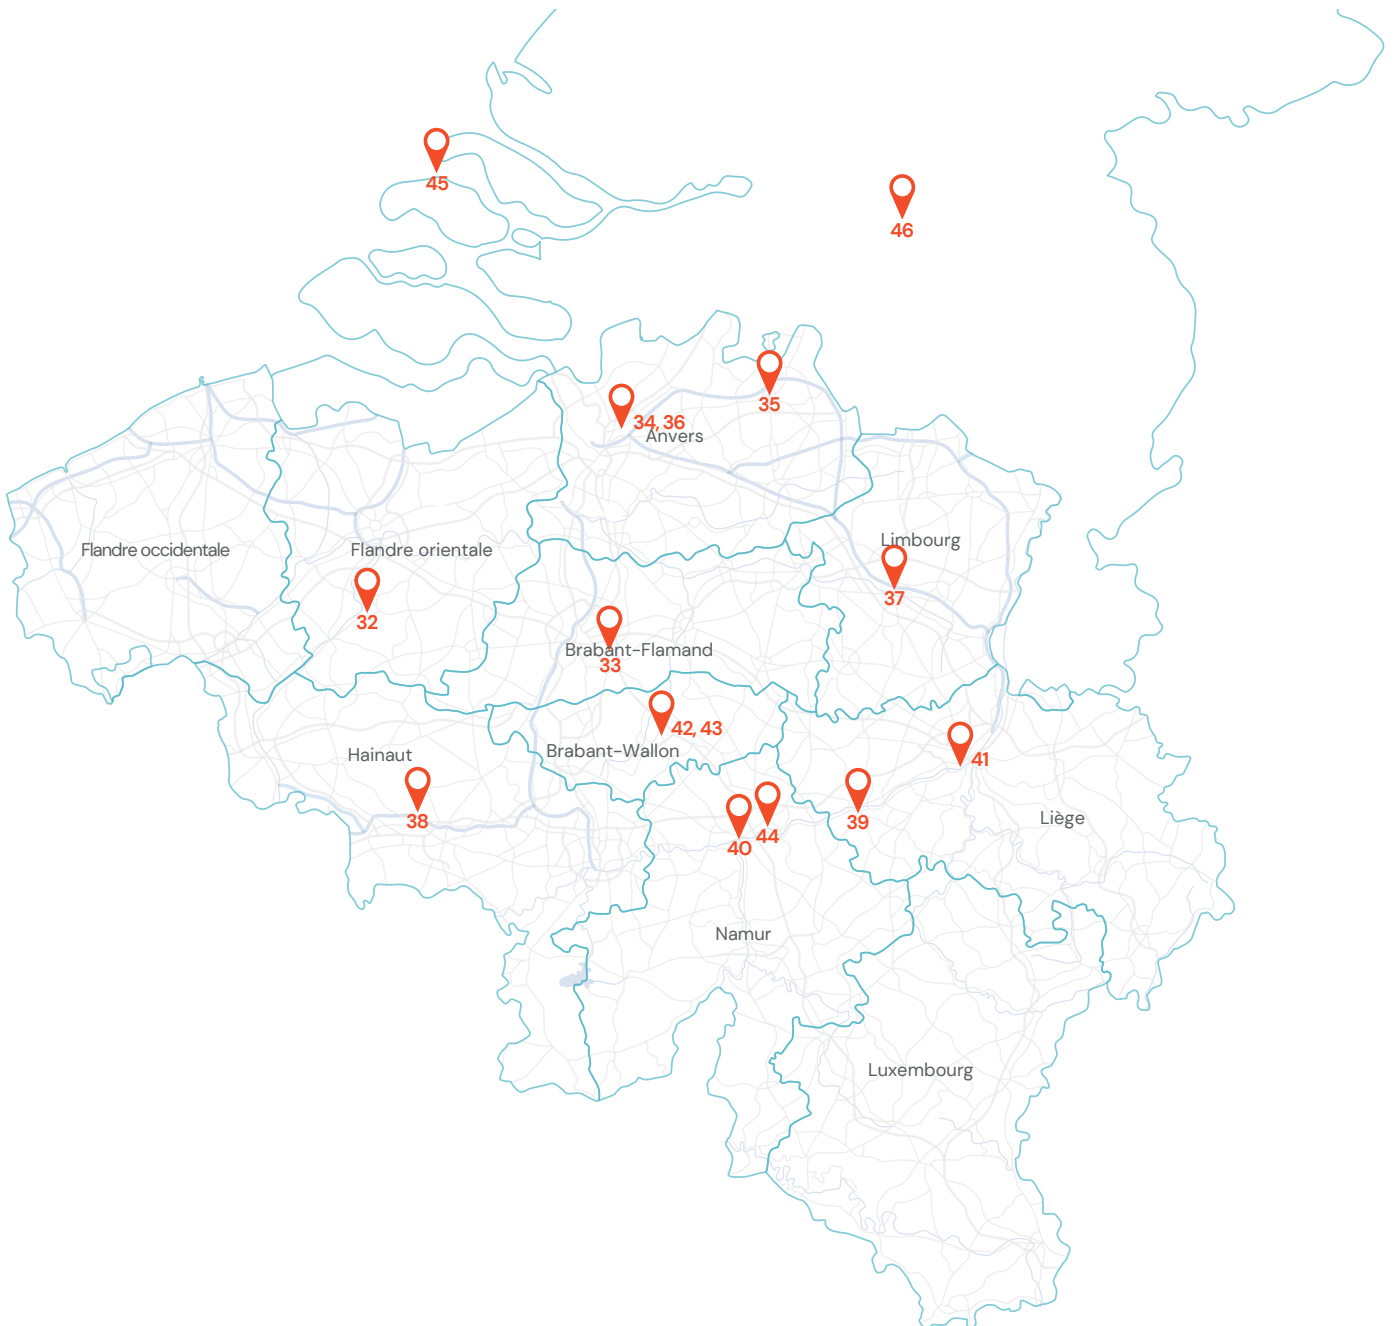 45
46
35
34, 36
Anvers
Limbourg
Flandre occidentale
Flandre orientale
37
32
Brabant-Flamand
33
42, 43
Brabant-Wallon
Hainaut
41
38
39
Liège
44
40
Namur
Luxembourg